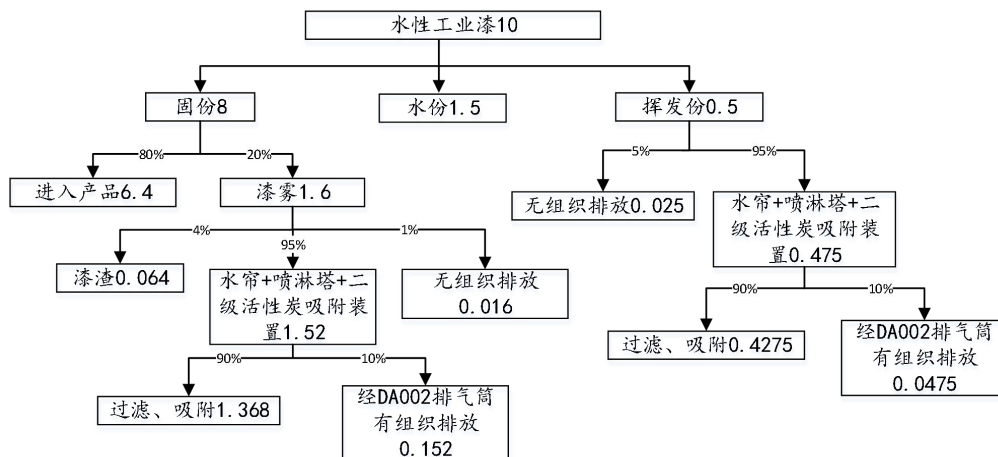 水性工业漆10
固份8
水份1.5
挥发份0.5
80%
20%
5%
95%
进入产品6.4
漆雾1.6
无组织排放0.025
水帘+喷淋塔+二
级活性炭吸附装
置0.475
4%
95%
1%
漆渣0.064
水帘+喷淋塔+二
级活性炭吸附装
置1.52
无组织排放
0.016
90%
10%
过滤、吸附0.4275
经DA002排气筒
有组织排放
0.0475
90%
10%
过滤、吸附1.368
经DA002排气筒
有组织排放
0.152